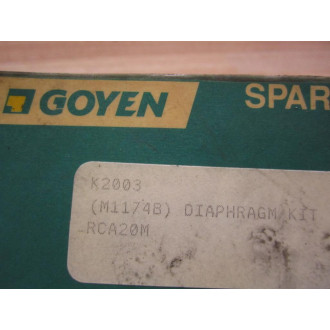 GOYEN SPAR
K2003
(M1174B) DIAPHRAGM KIT
RCA20M